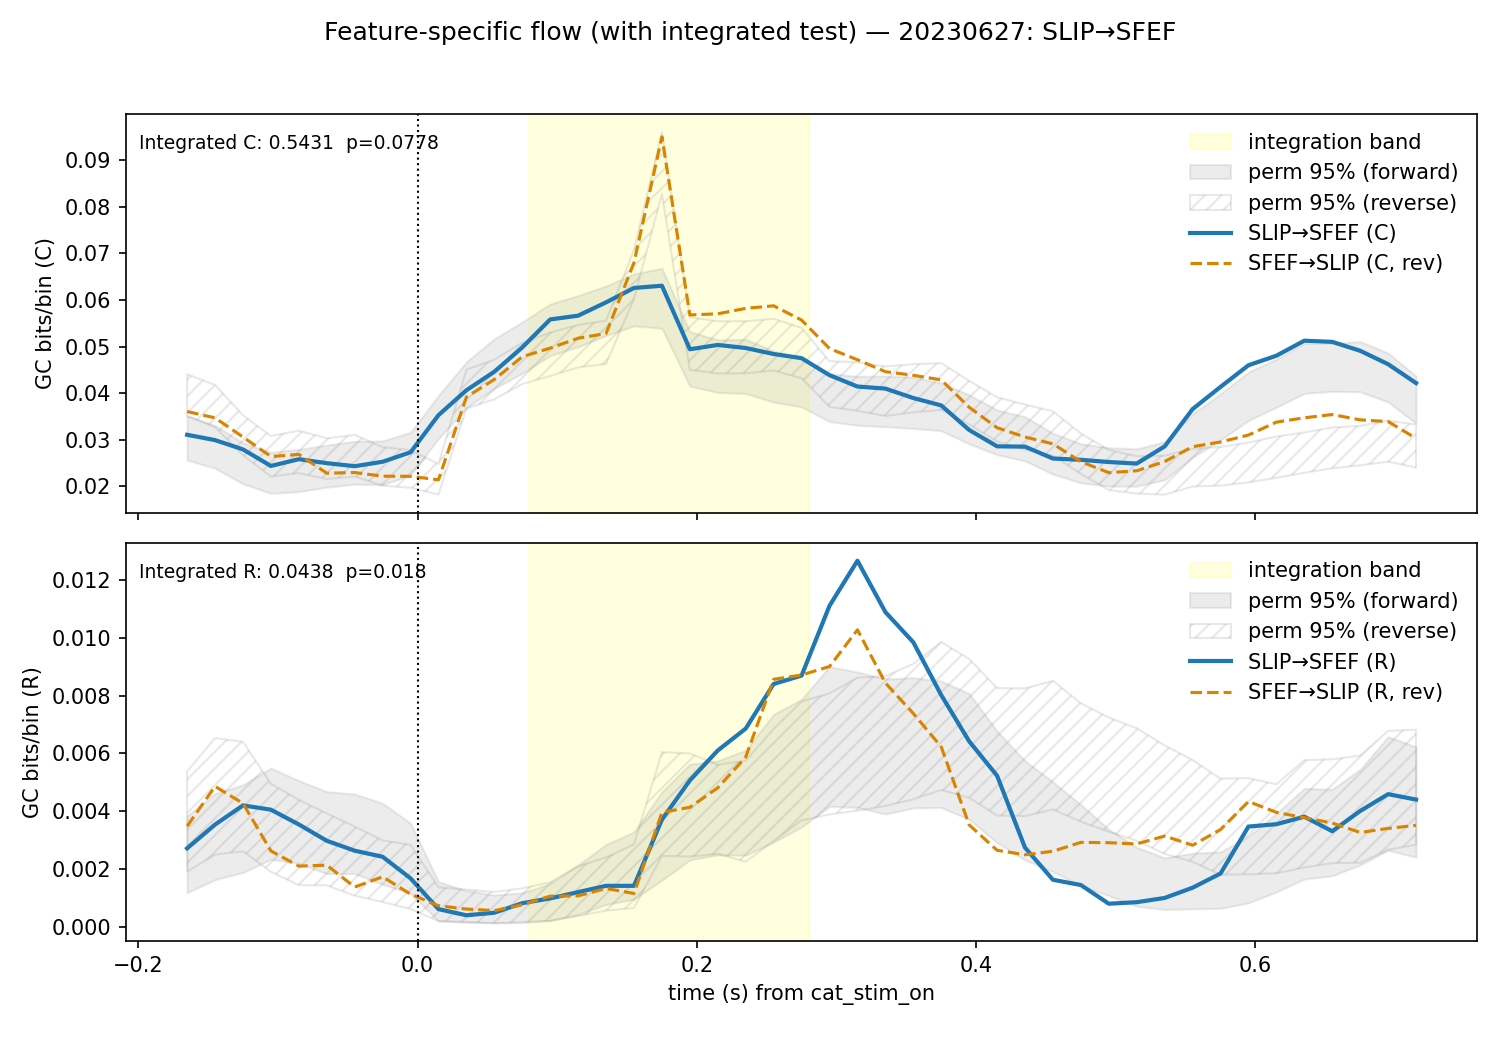 Feature-specific flow (with integrated test) — 20230627: SLIP→SFEF
Integrated C: 0.5431  p=0.0778
integration band
perm 95% (forward)
perm 95% (reverse)
SLIP→SFEF (C)
SFEF→SLIP (C, rev)
GC bits/bin (C)
0.09
0.08
0.07
0.06
0.05
0.04
0.03
0.02
Integrated R: 0.0438  p=0.018
integration band
perm 95% (forward)
perm 95% (reverse)
SLIP→SFEF (R)
SFEF→SLIP (R, rev)
GC bits/bin (R)
0.012
0.010
0.008
0.006
0.004
0.002
0.000
−0.2
0.0
0.2
0.4
0.6
time (s) from cat_stim_on